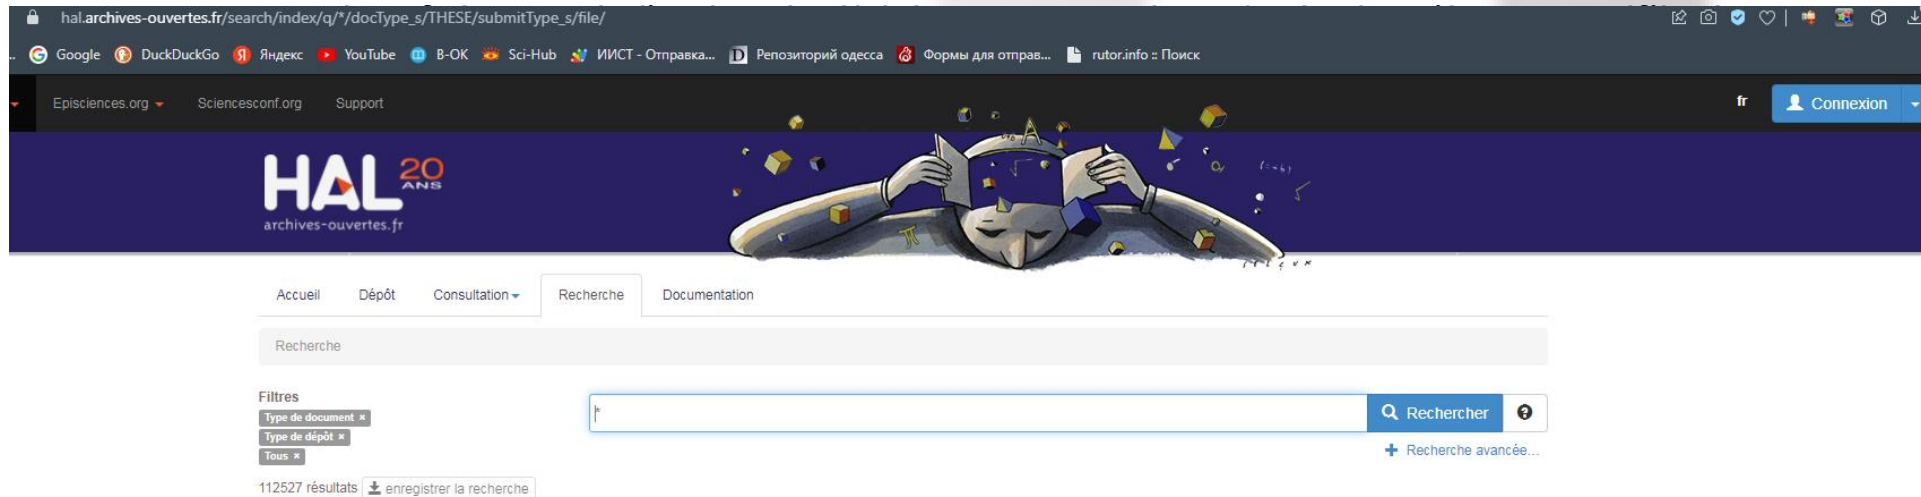 hal.archives-ouvertes.fr/search/index/q/*/docType_s/THESE/submitType_s/file/
Google DuckDuckGo Яндекс YouTube B-OK Sci-Hub ИИСТ - Отправка... Репозиторий одесса Формы для отправ... rutor.info :: Поиск
Episciences.org Sciencesconf.org Support fr Connexion
HAL 20 ANS
archives-ouvertes.fr
Accueil Dépôt Consultation Recherche Documentation
Recherche
Filtres
Type de document ×
Type de dépôt ×
Tous ×
* Rechercher
+ Recherche avancée...
112527 résultats enregistrer la recherche